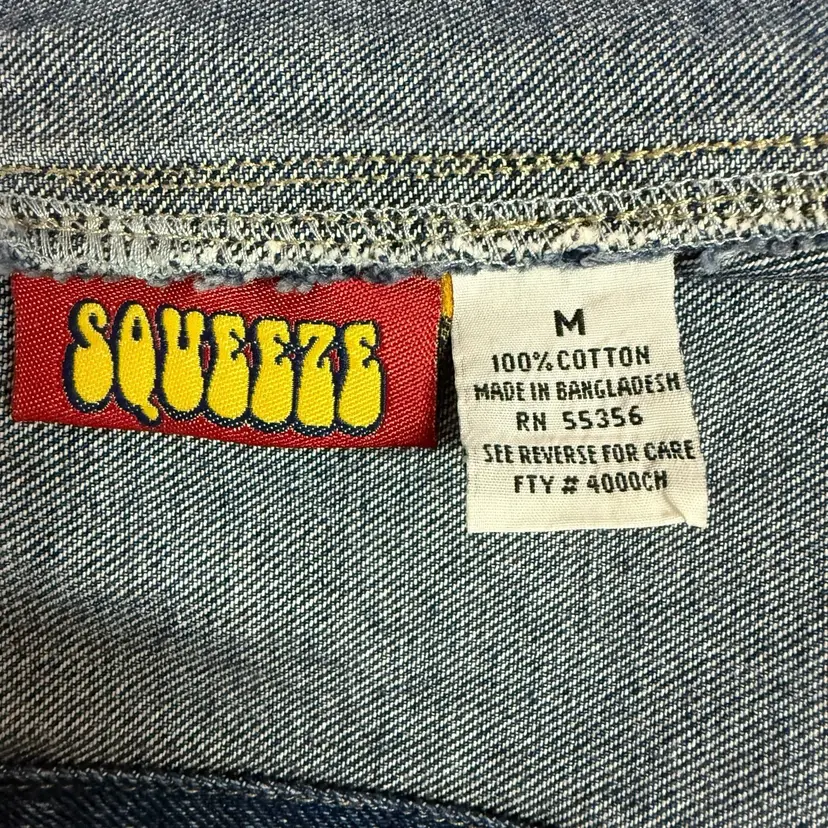 SQUEEZE
M
100% COTTON
MADE IN BANGLADESH
RN 55356
SEE REVERSE FOR CARE
FTY # 4000CH